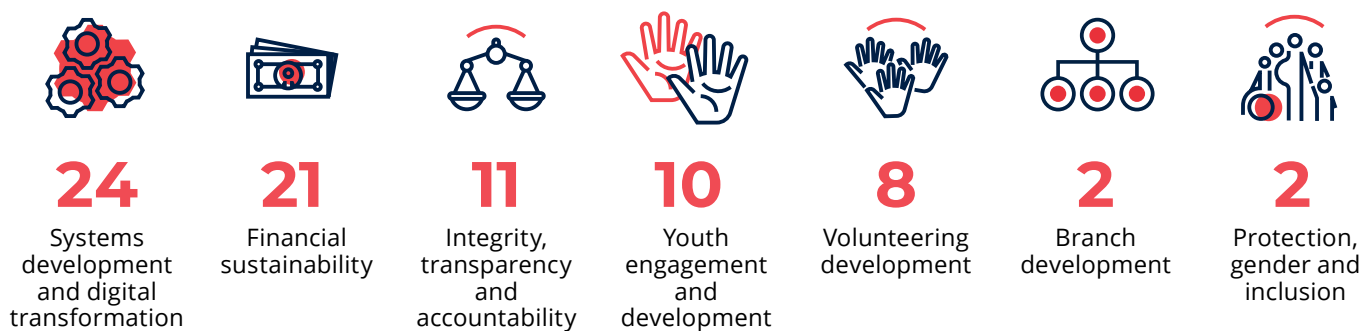 24
Systems
development
and digital
transformation
21
Financial
sustainability
11
Integrity,
transparency
and
accountability
10
Youth
engagement
and
development
8
Volunteering
development
2
Branch
development
2
Protection,
gender and
inclusion